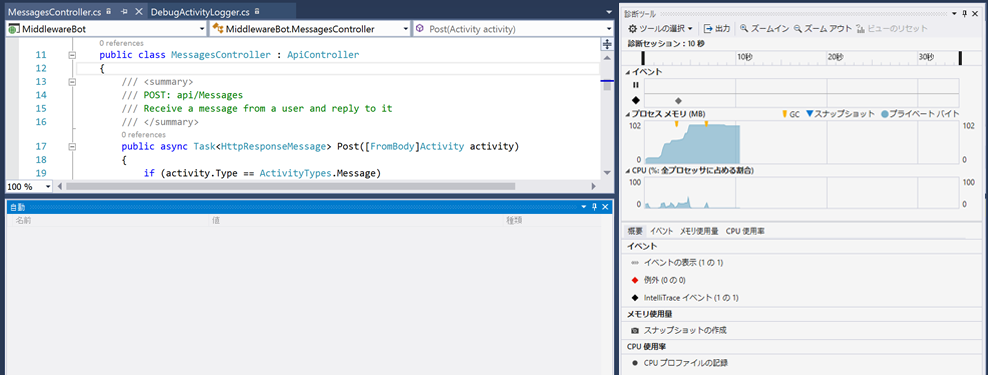 MessagesController.cs
DebugActivityLogger.cs
MiddlewareBot
MiddlewareBot.MessagesController
Post(Activity activity)
0 references
11 public class MessagesController : ApiController
12 {
13 /// <summary>
14 /// POST: api/Messages
15 /// Receive a message from a user and reply to it
16 /// </summary>
0 references
17 public async Task<HttpResponseMessage> Post([FromBody]Activity activity)
18 {
19 if (activity.Type == ActivityTypes.Message)
100 %
自動
名前 値 種類
診断ツール
ツールの選択 出力 ズームイン ズーム アウト ビューのリセット
診断セッション: 10 秒
10秒 20秒 30秒
イベント
プロセス メモリ (MB) GC スナップショット プライベート バイト
102 102
0 0
CPU (%: 全プロセッサに占める割合)
100 100
0 0
概要 イベント メモリ使用量 CPU 使用率
イベント
イベントの表示 (1 の 1)
例外 (0 の 0)
IntelliTrace イベント (1 の 1)
メモリ使用量
スナップショットの作成
CPU 使用率
CPU プロファイルの記録